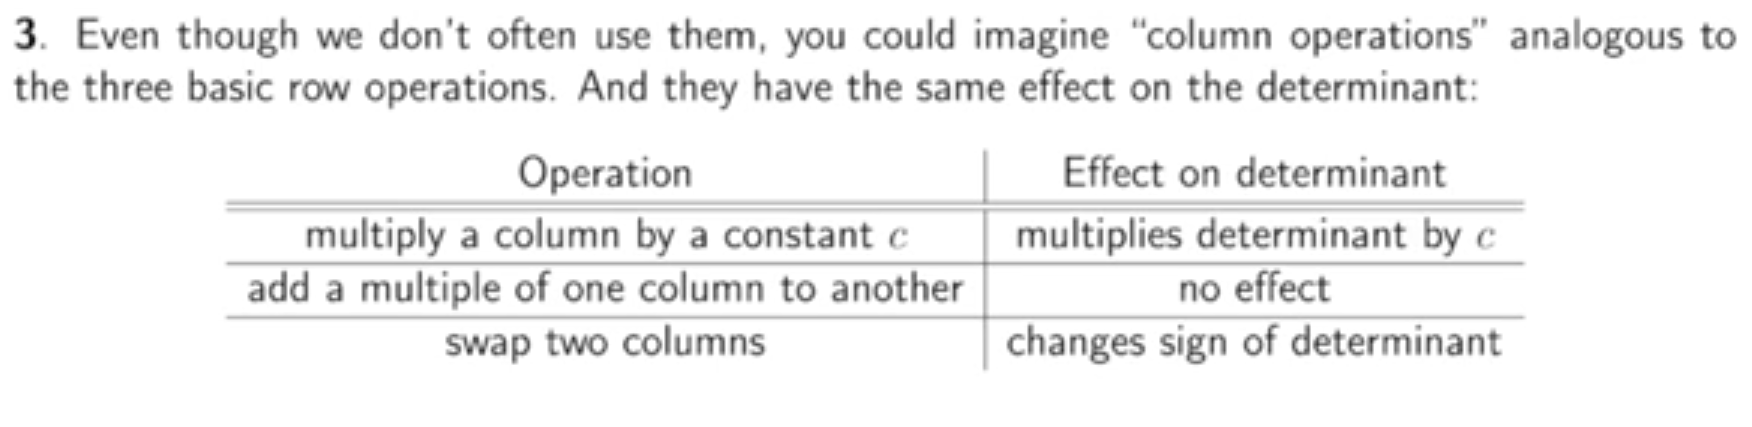 3. Even though we don't often use them, you could imagine “column operations” analogous to
the three basic row operations. And they have the same effect on the determinant:
Operation Effect on determinant
multiply a column by a constant c multiplies determinant by c
add a multiple of one column to another no effect
swap two columns changes sign of determinant